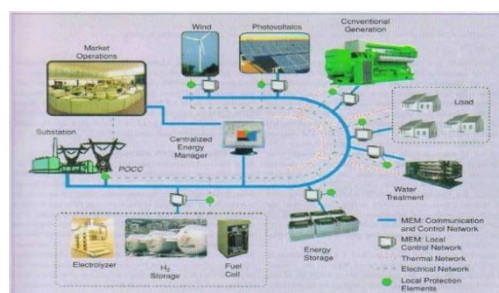 Market
Operations
Wind
Photovoltaics
Conventional
Generation
Load
Substation
POCC
Centralized
Energy
Manager
Water
Treatment
Electrolyzer
H2
Storage
Fuel
Cell
Energy
Storage
MEM: Communication
and Control Network
MEM: Local
Control Network
Thermal Network
Electrical Network
Local Protection
Elements